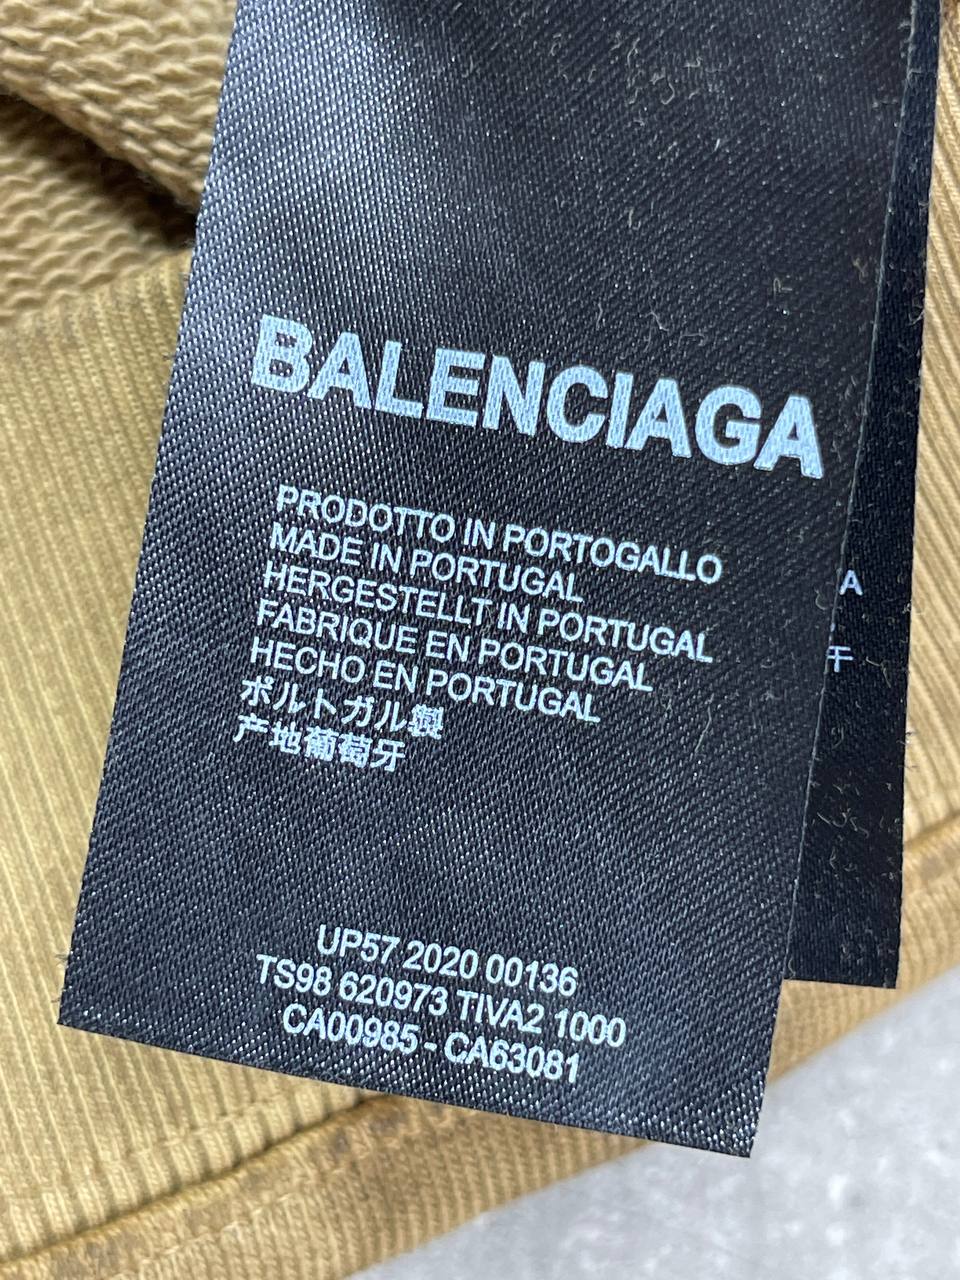 BALENCIAGA
PRODOTTO IN PORTOGALLO
MADE IN PORTUGAL
HERGESTELLT IN PORTUGAL
FABRIQUE EN PORTUGAL
HECHO EN PORTUGAL
ポルトガル製
产地葡萄牙
UP57 2020 00136
TS98 620973 TIVA2 1000
CA00985 - CA63081
A
干